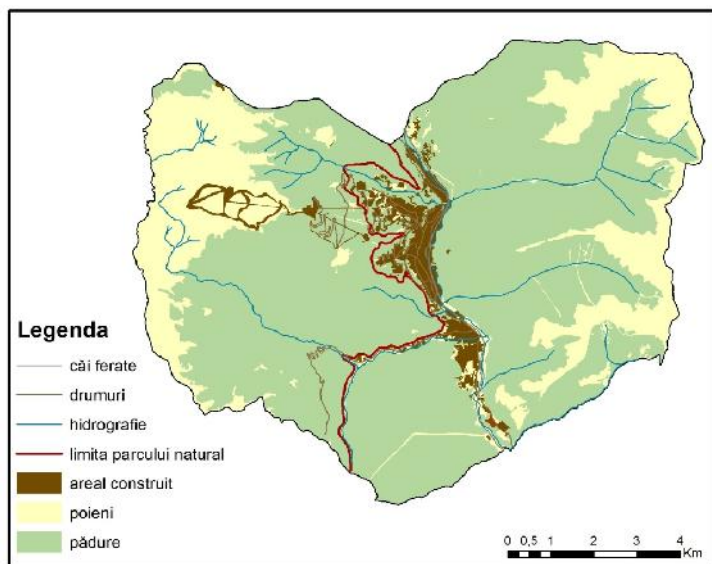 Legenda
căi ferate
drumuri
hidrografie
limita parcului natural
areal construit
poieni
pădure
0 0,5 1 2 3 4
Km